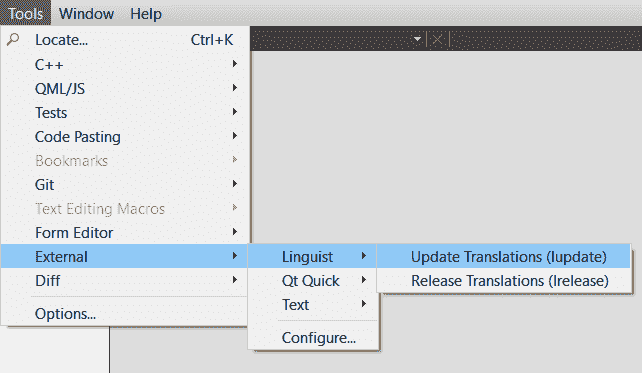 Tools Window Help
Locate... Ctrl+K
C++
QML/JS
Tests
Code Pasting
Bookmarks
Git
Text Editing Macros
Form Editor
External Linguist Update Translations (lupdate)
Diff Qt Quick Release Translations (lrelease)
Text
Options...
Configure...